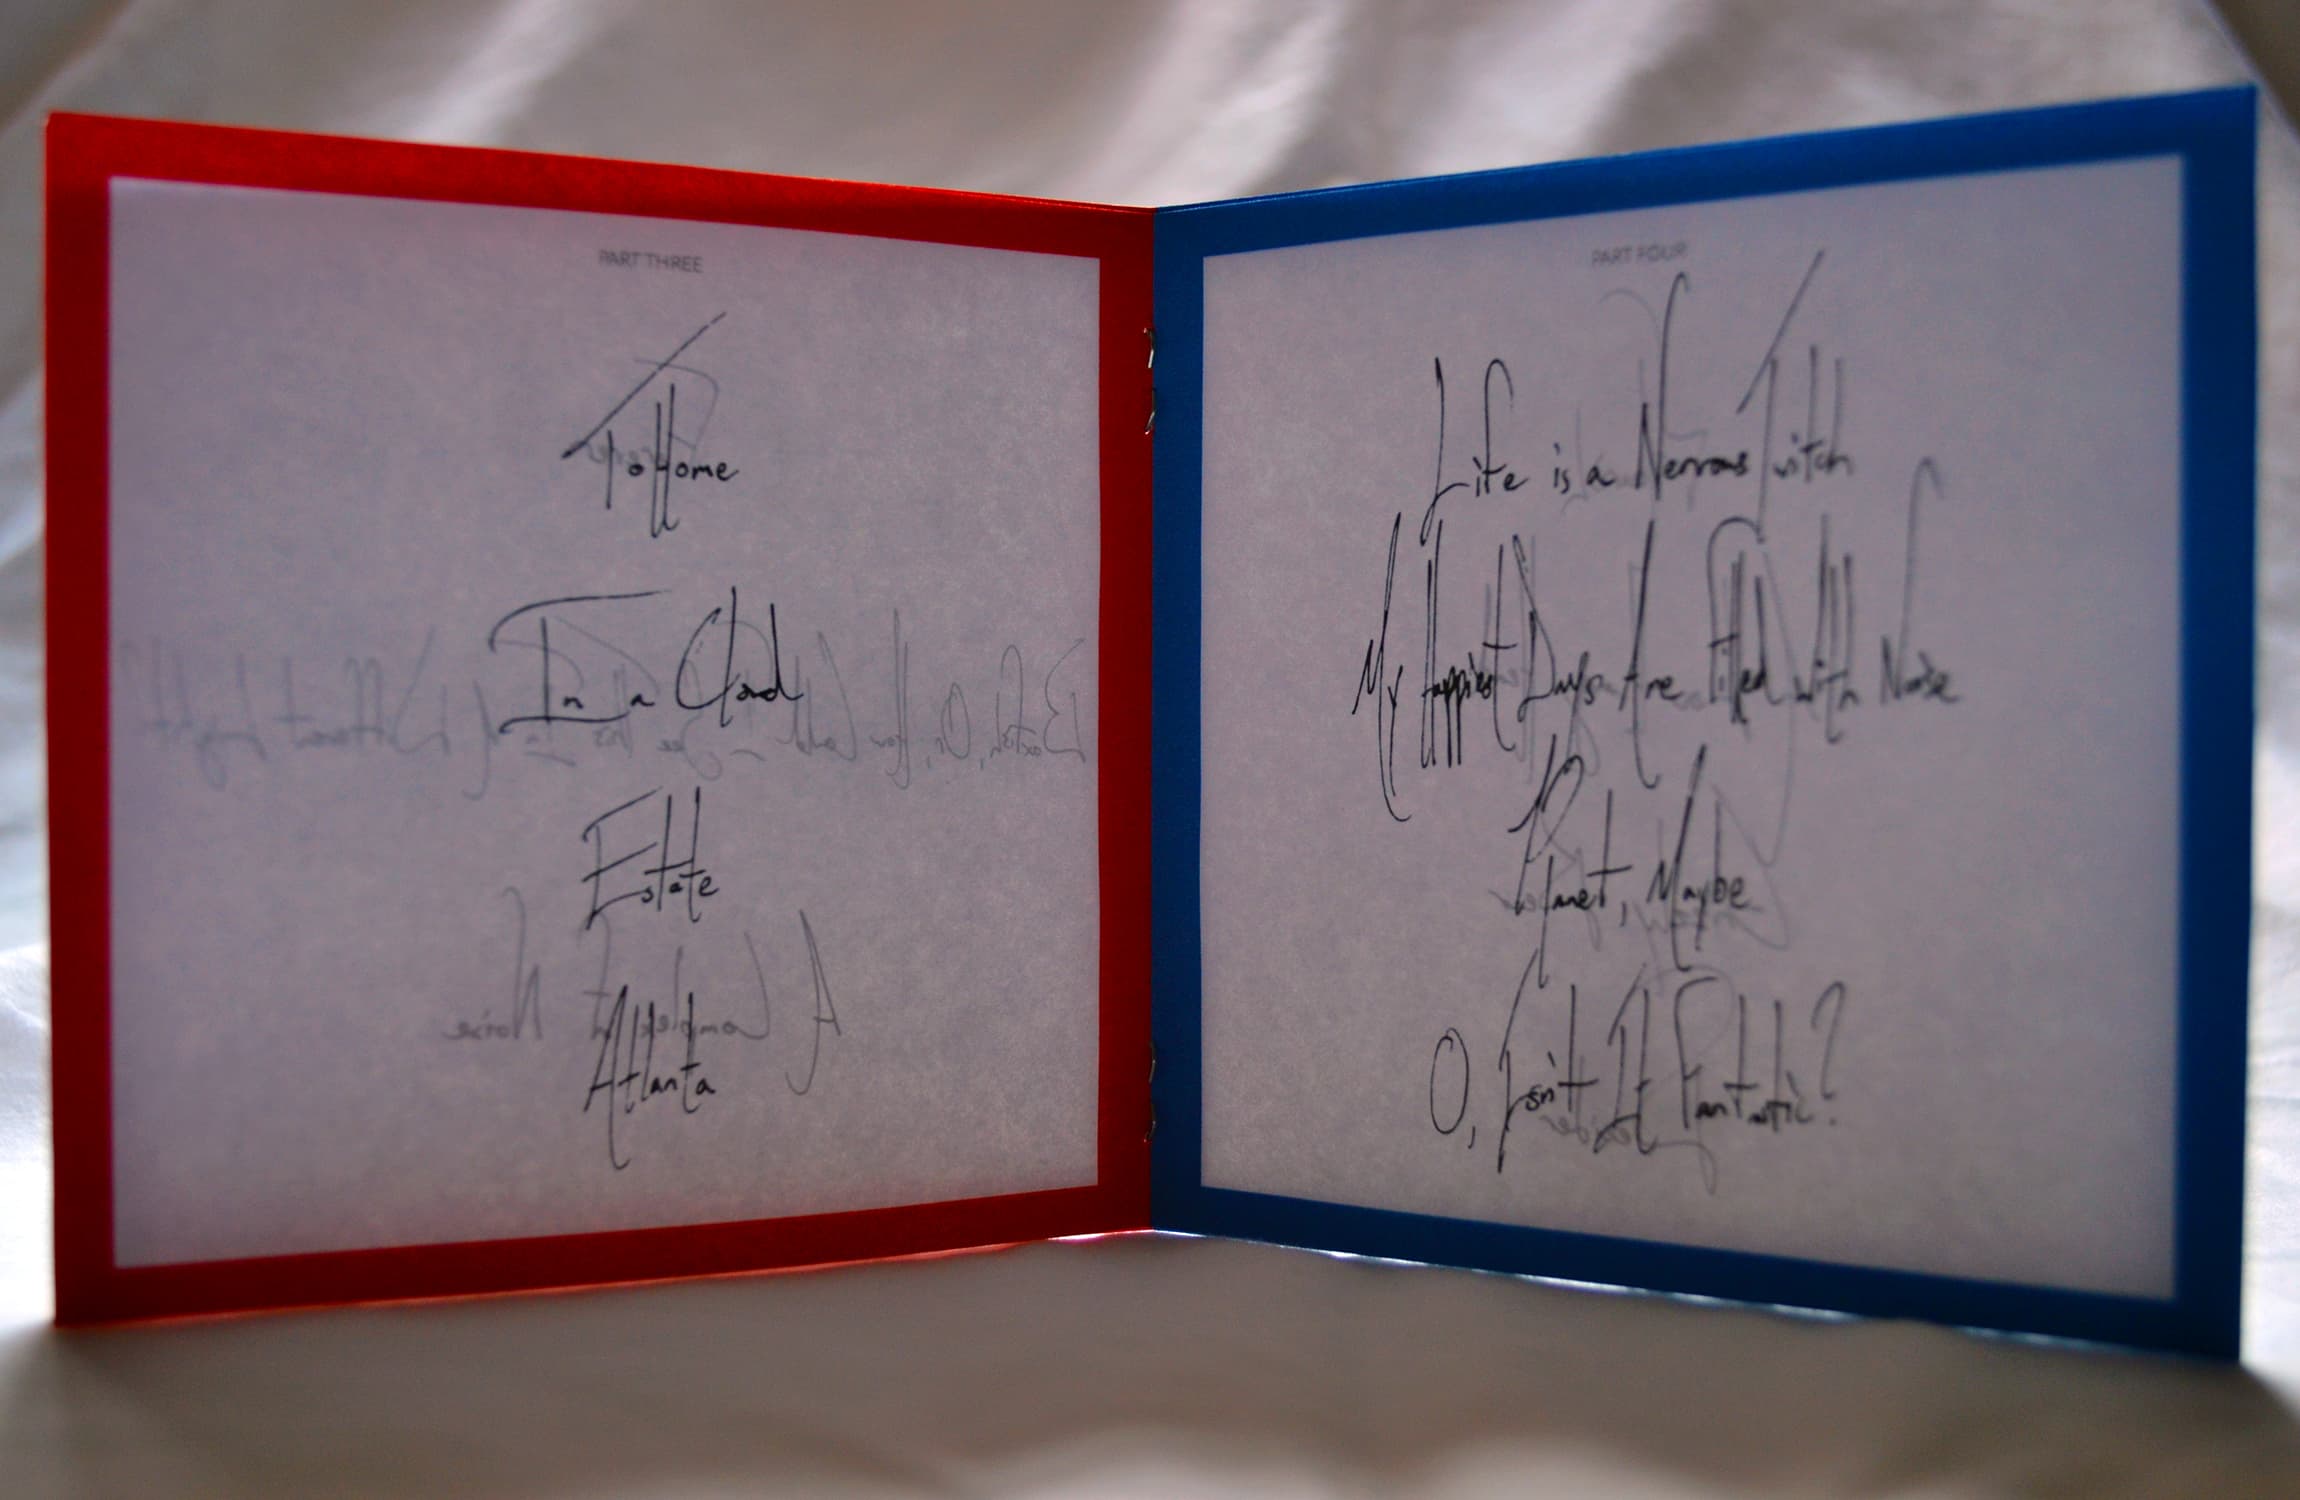 PART THREE
To Home
In a Cloud
Estate
Atlanta
PART FOUR
Life is a Nervous Twitch
My Happiest Days Are Filled with Noise
Planet, Maybe
O, Isn't It Fantastic?